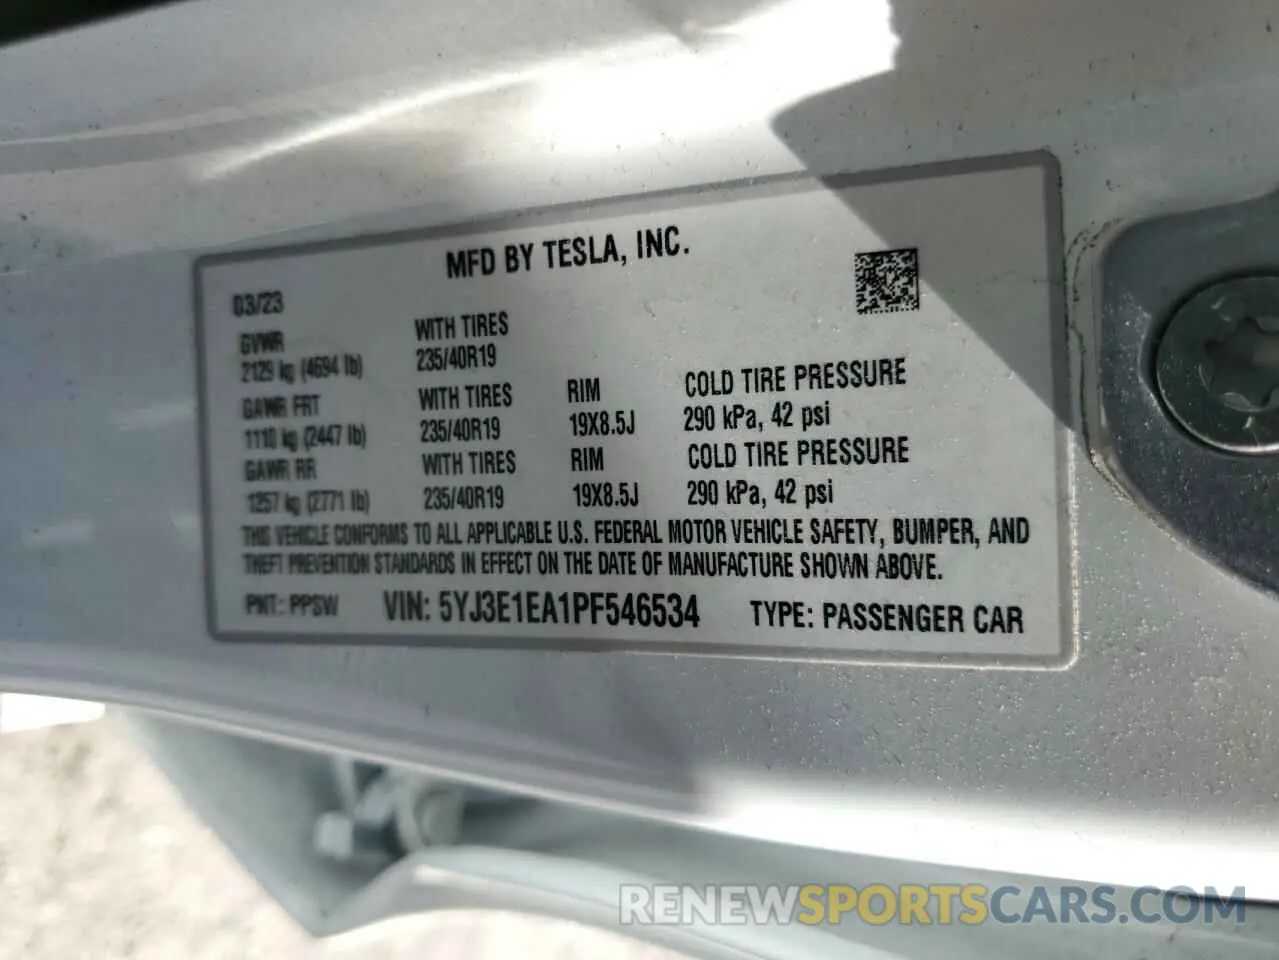 MFD BY TESLA, INC.
03/23
GVWR WITH TIRES
2129 kg (4694 lb) 235/40R19
GAWR FRT WITH TIRES RIM COLD TIRE PRESSURE
1110 kg (2447 lb) 235/40R19 19X8.5J 290 kPa, 42 psi
GAWR RR WITH TIRES RIM COLD TIRE PRESSURE
1257 kg (2771 lb) 235/40R19 19X8.5J 290 kPa, 42 psi
THIS VEHICLE CONFORMS TO ALL APPLICABLE U.S. FEDERAL MOTOR VEHICLE SAFETY, BUMPER, AND
THEFT PREVENTION STANDARDS IN EFFECT ON THE DATE OF MANUFACTURE SHOWN ABOVE.
PNT: PPSW VIN: 5YJ3E1EA1PF546534 TYPE: PASSENGER CAR
RENEWSPORTSCARS.COM